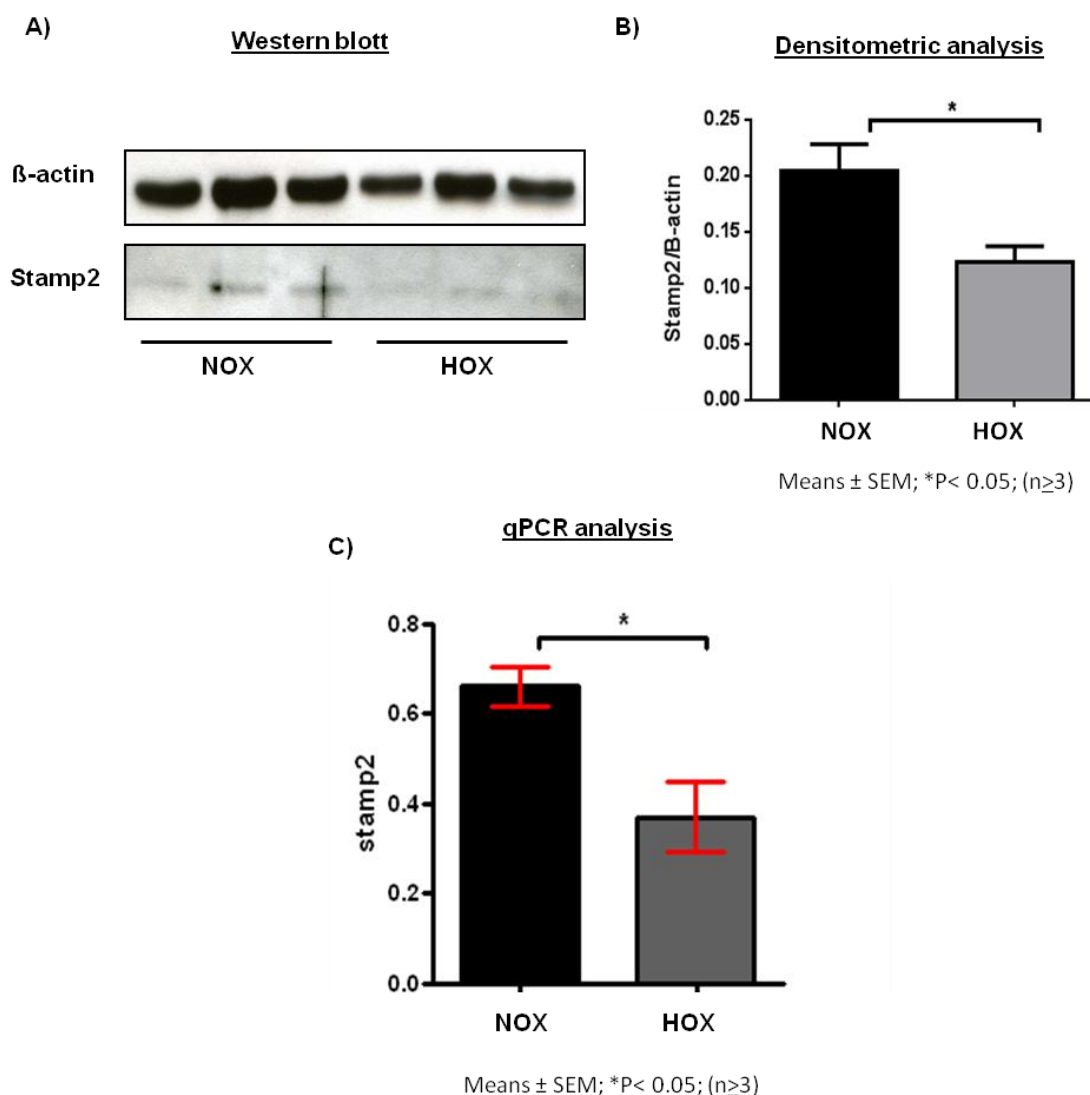 A)
Western blott
ß-actin
Stamp2
NOX
HOX
B)
Densitometric analysis
*
0.25
0.20
0.15
0.10
0.05
0.00
Stamp2/B-actin
NOX
HOX
Means ± SEM; *P< 0.05; (n≥3)
C)
qPCR analysis
*
0.8
0.6
0.4
0.2
0.0
stamp2
NOX
HOX
Means ± SEM; *P< 0.05; (n≥3)